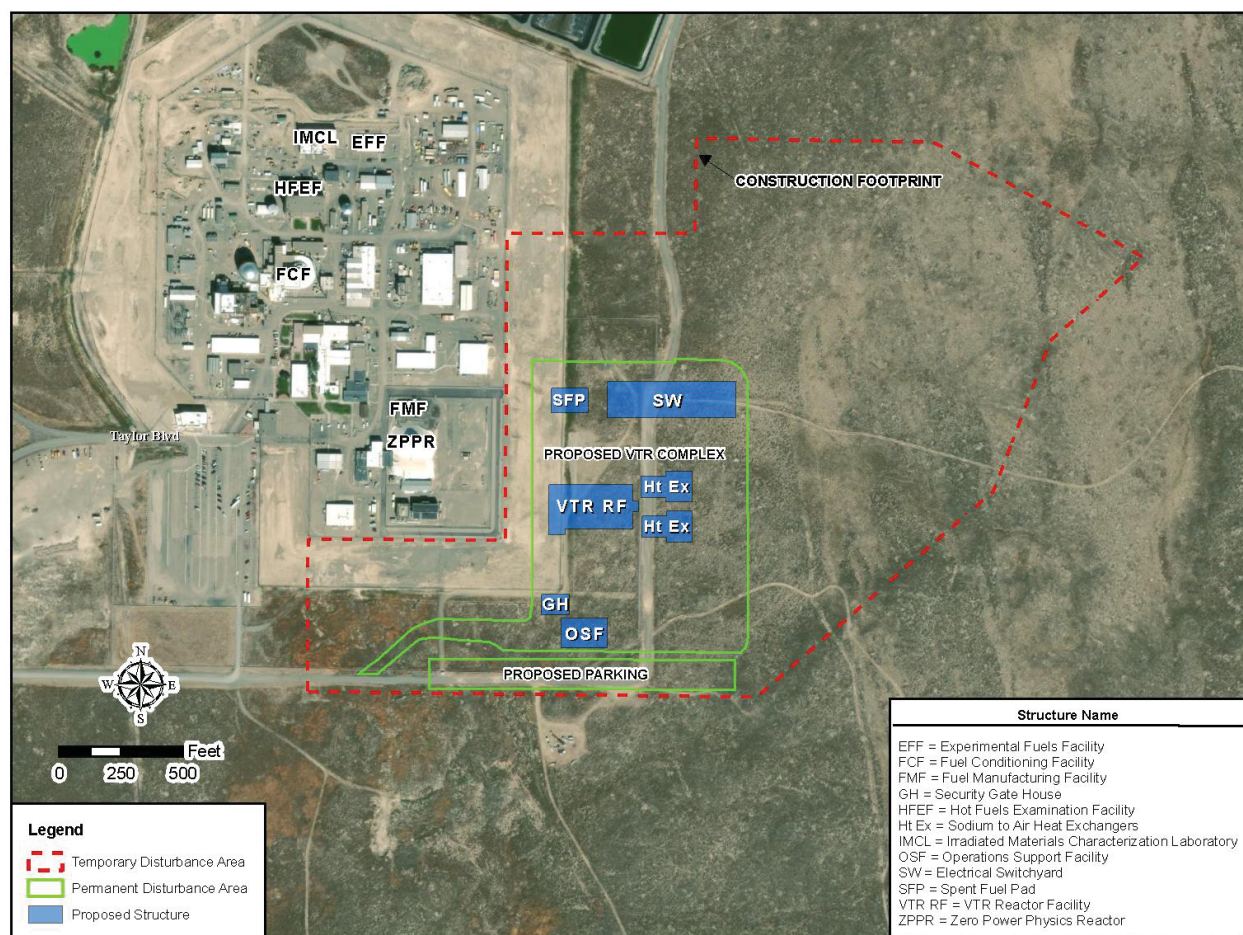 IMCL
EFF
HFEF
CONSTRUCTION FOOTPRINT
FCF
SFP
SW
FMF
Taylor Blvd
ZPPR
PROPOSED VTR COMPLEX
Ht Ex
VTR RF
Ht Ex
GH
OSF
PROPOSED PARKING
N
W
E
S
Feet
0 250 500
Legend
Temporary Disturbance Area
Permanent Disturbance Area
Proposed Structure
Structure Name
EFF = Experimental Fuels Facility
FCF = Fuel Conditioning Facility
FMF = Fuel Manufacturing Facility
GH = Security Gate House
HFEF = Hot Fuels Examination Facility
Ht Ex = Sodium to Air Heat Exchangers
IMCL = Irradiated Materials Characterization Laboratory
OSF = Operations Support Facility
SW = Electrical Switchyard
SFP = Spent Fuel Pad
VTR RF = VTR Reactor Facility
ZPPR = Zero Power Physics Reactor